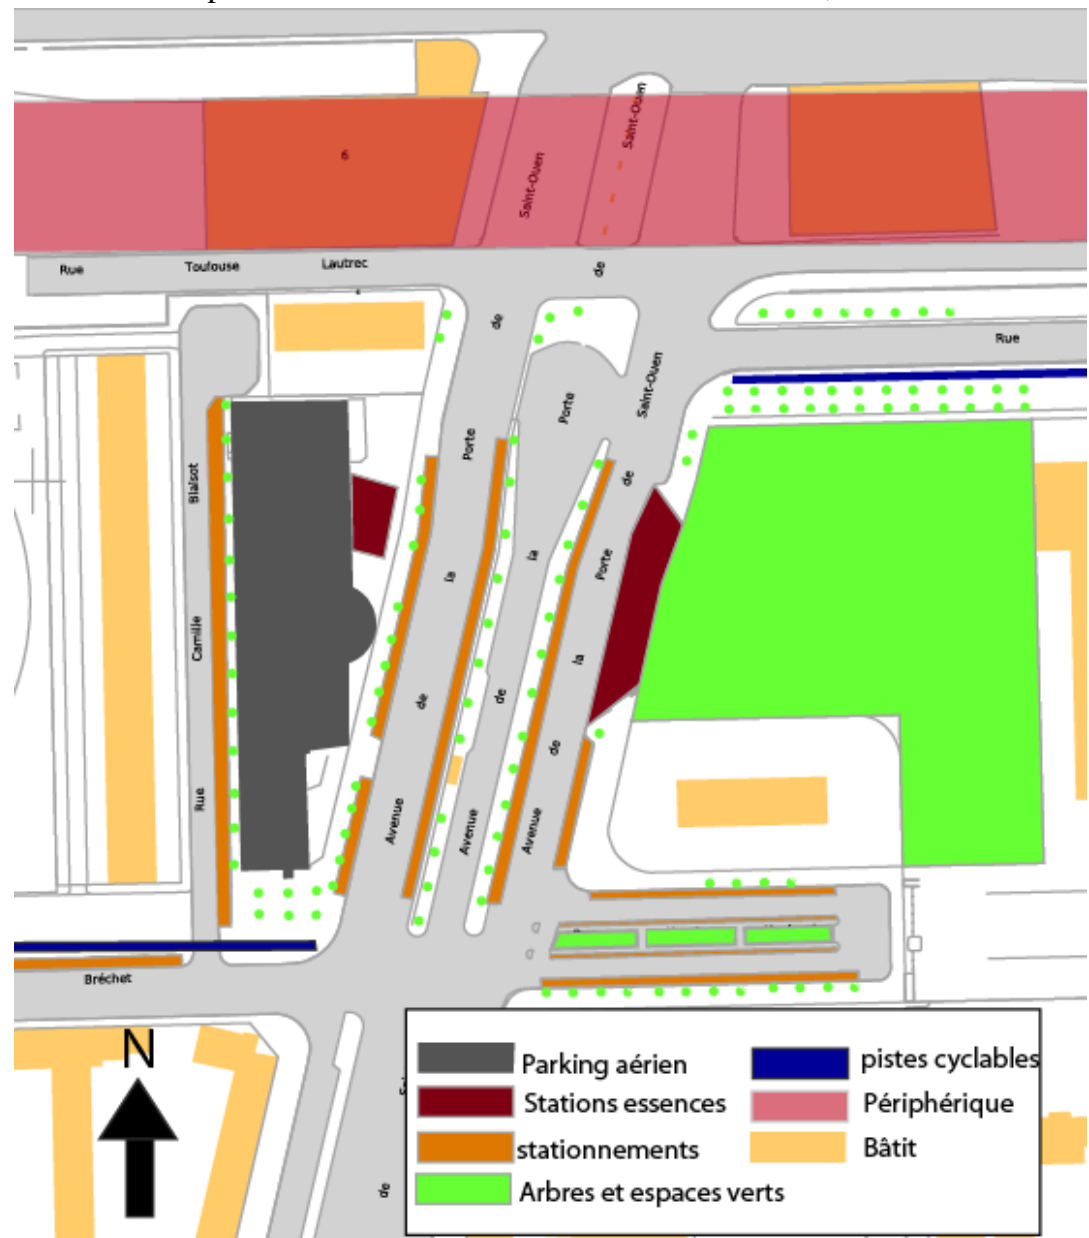 Saint-Ouen
Saint-Ouen
Rue
Toulouse
Lautrec
de
de
Rue
Saint-Ouen
Porte
Porte
de
Blaisot
la
la
Porte
Camille
la
de
de
de
Rue
Avenue
Avenue
Avenue
Bréchet
N
de
Parking aérien
pistes cyclables
Stations essences
Périphérique
stationnements
Bâtit
Arbres et espaces verts